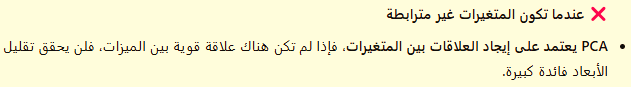 ❌ عندما تكون المتغيرات غير مترابطة
• PCA يعتمد على إيجاد العلاقات بين المتغيرات، فإذا لم تكن هناك علاقة قوية بين الميزات، فلن يحقق تقليل
الأبعاد فائدة كبيرة.